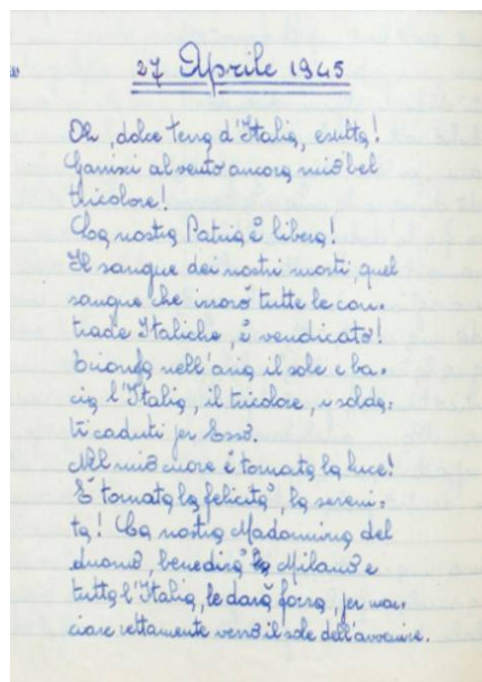 27 Aprile 1945
Oh, dolce terra d'Italia, esulta!
Garrisci al vento ancora mio bel
tricolore!
La nostra Patria è libera!
Il sangue dei nostri morti, quel
sangue che irrorò tutte le con-
trade Italiche, è vendicato!
Trionfa nell'aria il sole e ba-
cia l'Italia, il tricolore, i solda-
ti caduti per Esso.
Nel mio cuore è tornata la luce!
È tornata la felicità, la sereni-
tà! La nostra Madonnina del
duomo, benedirà Milano e
tutta l'Italia, le darà forza, per mar-
ciare rettamente verso il sole dell'avvenire.